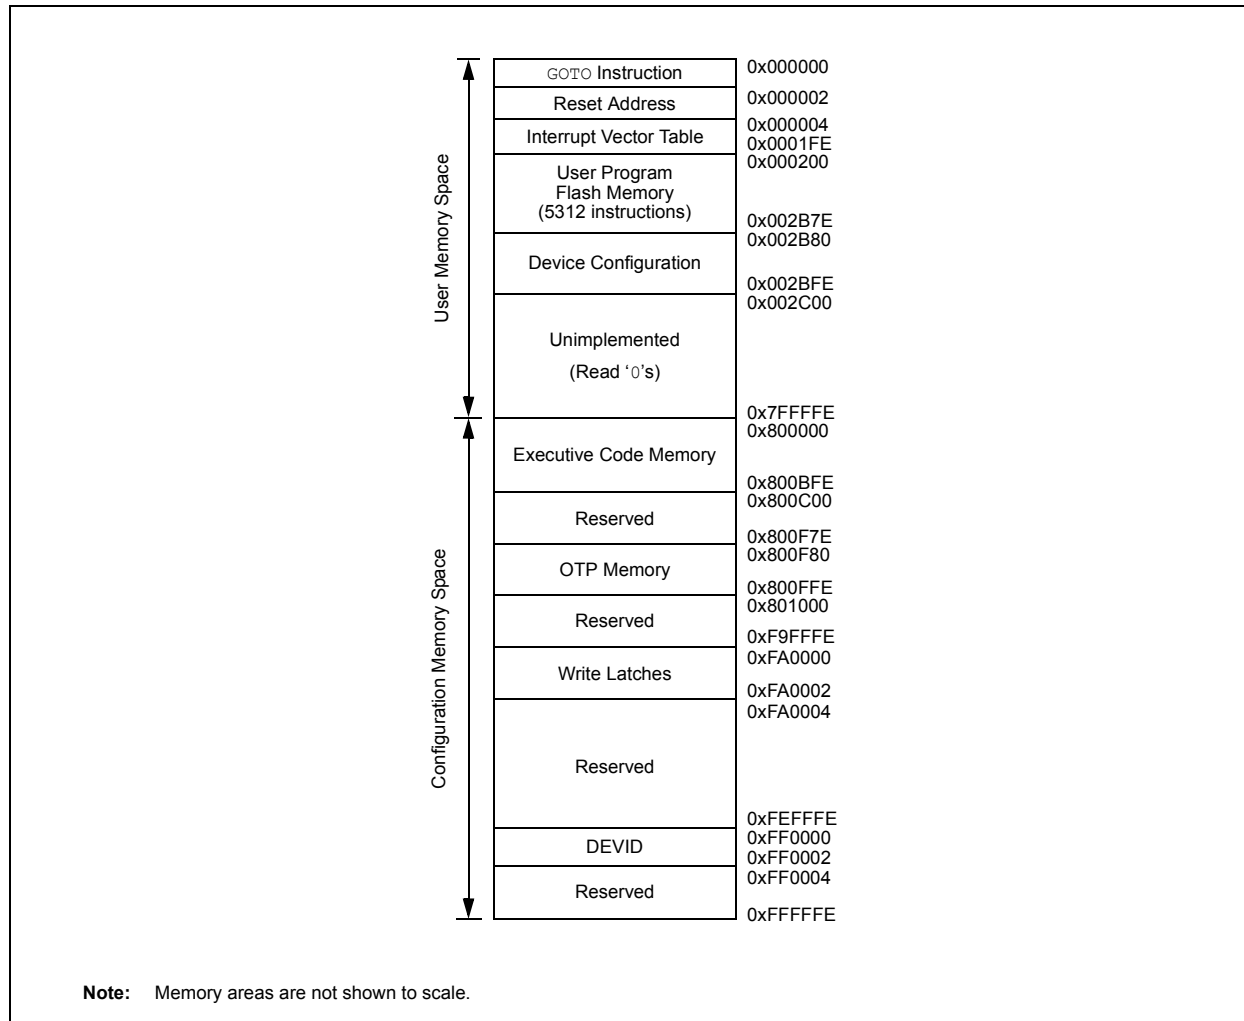 GOTO Instruction
0x000000
Reset Address
0x000002
Interrupt Vector Table
0x000004
0x0001FE
0x000200
User Program
Flash Memory
(5312 instructions)
0x002B7E
0x002B80
Device Configuration
0x002BFE
0x002C00
Unimplemented
(Read ‘0’s)
0x7FFFFE
User Memory Space
0x800000
Executive Code Memory
0x800BFE
0x800C00
Reserved
0x800F7E
0x800F80
OTP Memory
0x800FFE
0x801000
Reserved
0xF9FFFE
0xFA0000
Write Latches
0xFA0002
0xFA0004
Reserved
0xFEFFFE
0xFF0000
DEVID
0xFF0002
0xFF0004
Reserved
0xFFFFFE
Configuration Memory Space
Note: Memory areas are not shown to scale.